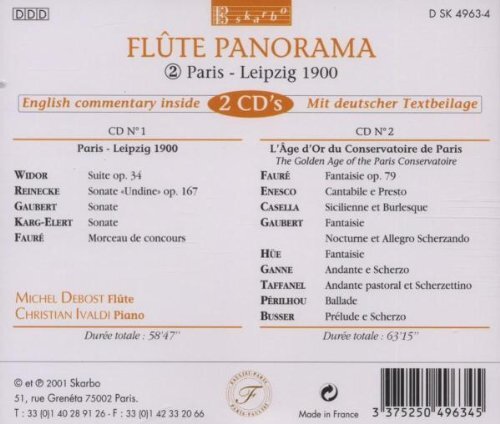 DDD
skarbo
D SK 4963-4
FLÛTE PANORAMA
② Paris - Leipzig 1900
English commentary inside
2 CD's
Mit deutscher Textbeilage
CD N°1
Paris - Leipzig 1900
WIDOR Suite op. 34
REINECKE Sonate «Undine» op. 167
GAUBERT Sonate
KARG-ELERT Sonate
FAURÉ Morceau de concours
MICHEL DEBOST Flûte
CHRISTIAN IVALDI Piano
Durée totale : 58'47"
CD N°2
L'Âge d'Or du Conservatoire de Paris
The Golden Age of the Paris Conservatoire
FAURÉ Fantaisie op. 79
ENESCO Cantabile e Presto
CASELLA Sicilienne et Burlesque
GAUBERT Fantaisie
Nocturne et Allegro Scherzando
HÜE Fantaisie
GANNE Andante e Scherzo
TAFFANEL Andante pastoral et Scherzettino
PÉRILHOU Ballade
BUSSER Prélude e Scherzo
Durée totale : 63'15"
© et ℗ 2001 Skarbo
51, rue Grenéta 75002 Paris.
T : 33 (0)1 40 28 91 26 - F : 33 (0)1 42 33 20 66
F
Made in France
3 375250 496345